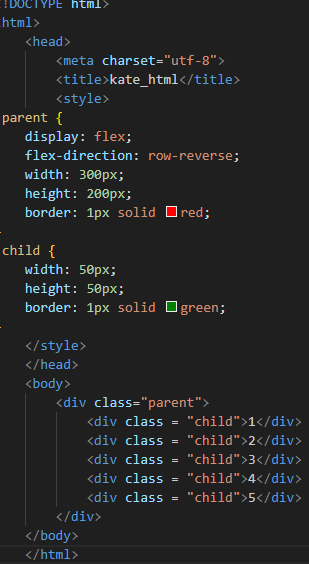 !DOCTYPE html>
html>
<head>
<meta charset="utf-8">
<title>kate_html</title>
<style>
parent {
display: flex;
flex-direction: row-reverse;
width: 300px;
height: 200px;
border: 1px solid red;
child {
width: 50px;
height: 50px;
border: 1px solid green;
</style>
</head>
<body>
<div class="parent">
<div class = "child">1</div>
<div class = "child">2</div>
<div class = "child">3</div>
<div class = "child">4</div>
<div class = "child">5</div>
</div>
</body>
</html>